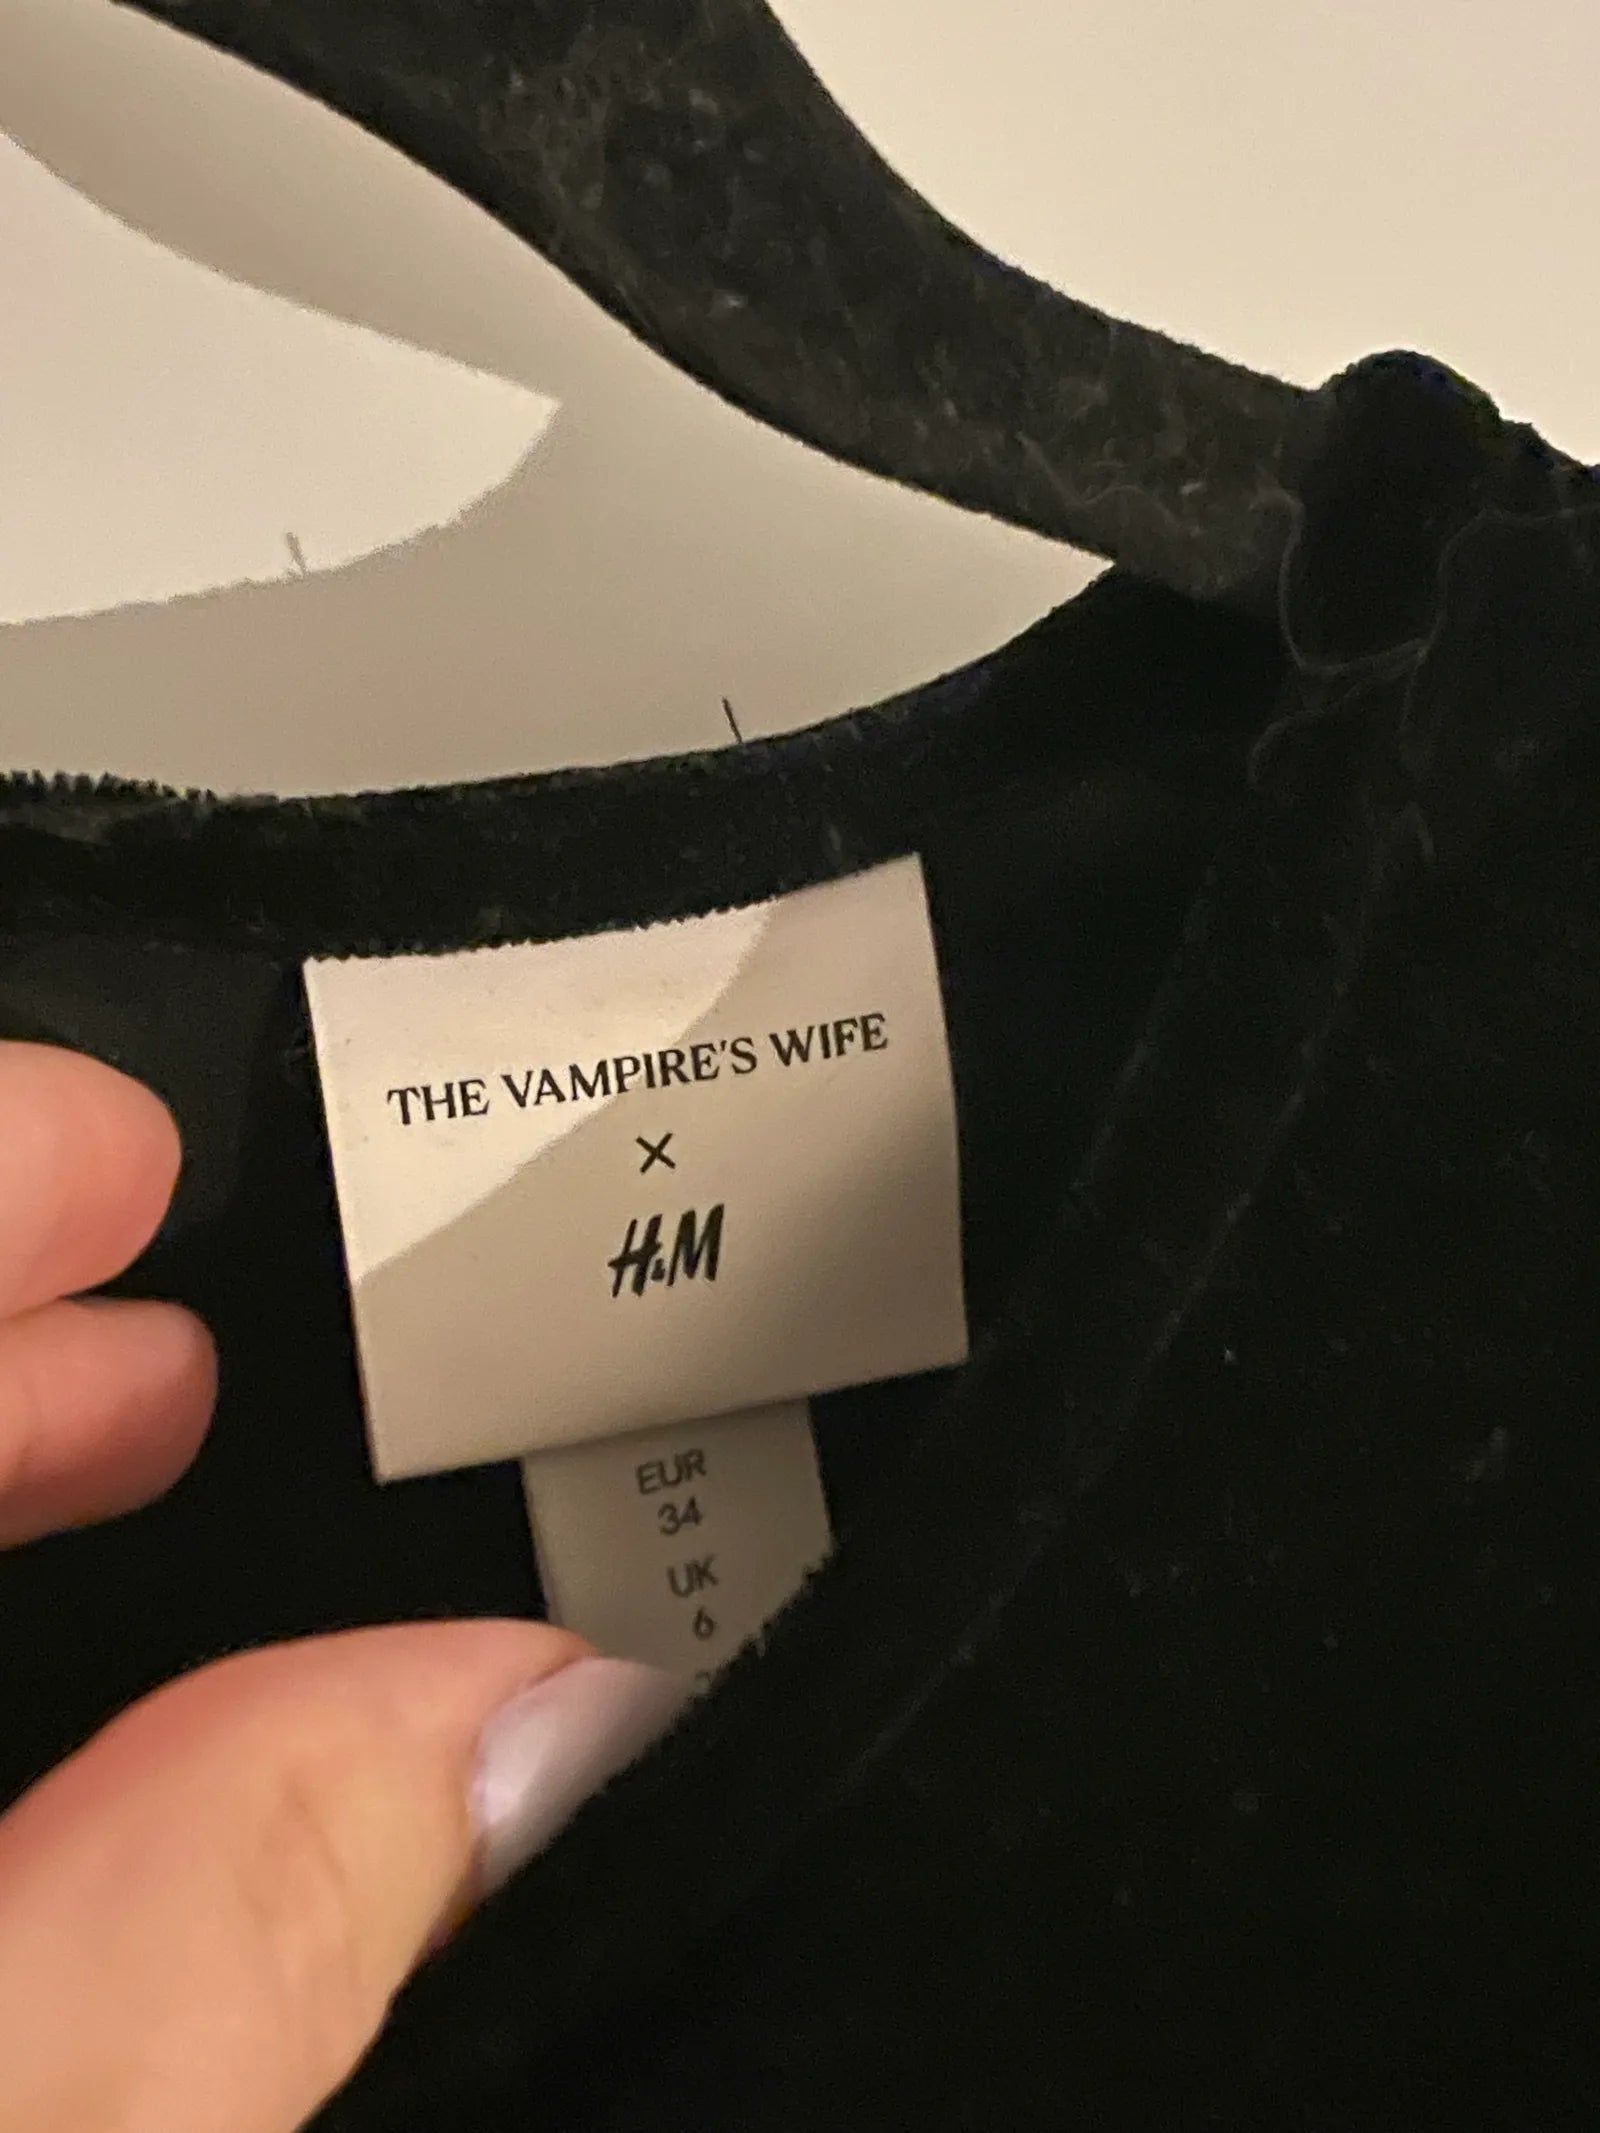 THE VAMPIRE'S WIFE
×
H&M
EUR
34
UK
6